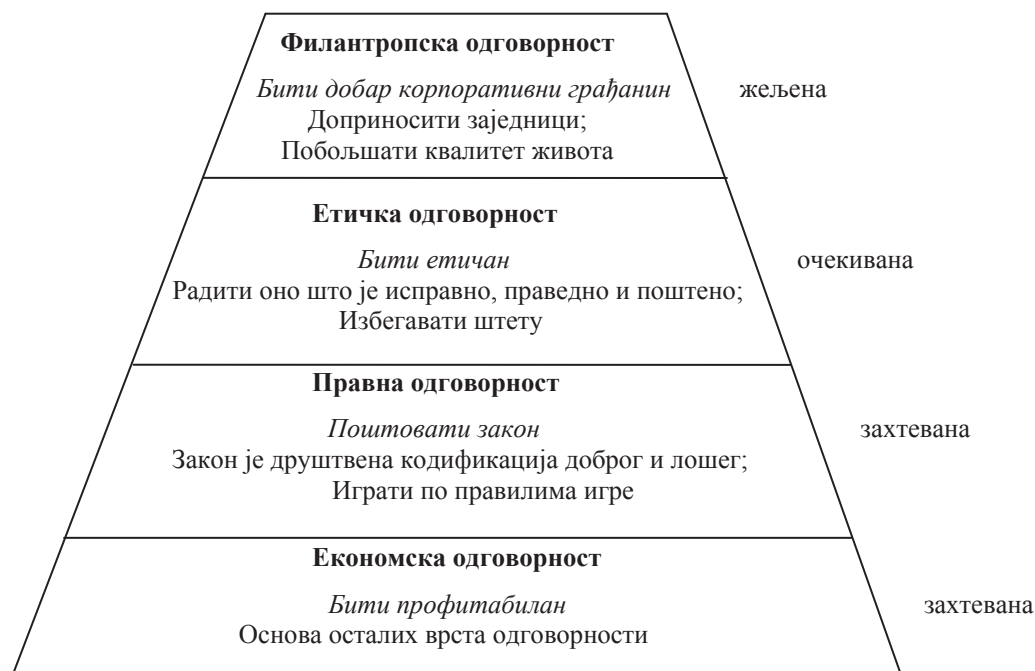 Филантропска одговорност
Бити добар корпоративни грађанин
жељена
Доприносити заједници;
Побољшати квалитет живота
Етичка одговорност
Бити етичан
очекивана
Радити оно што је исправно, праведно и поштено;
Избегавати штету
Правна одговорност
Поштовати закон
захтевана
Закон је друштвена кодификација доброг и лошег;
Играти по правилима игре
Економска одговорност
Бити профитабилан
захтевана
Основа осталих врста одговорности